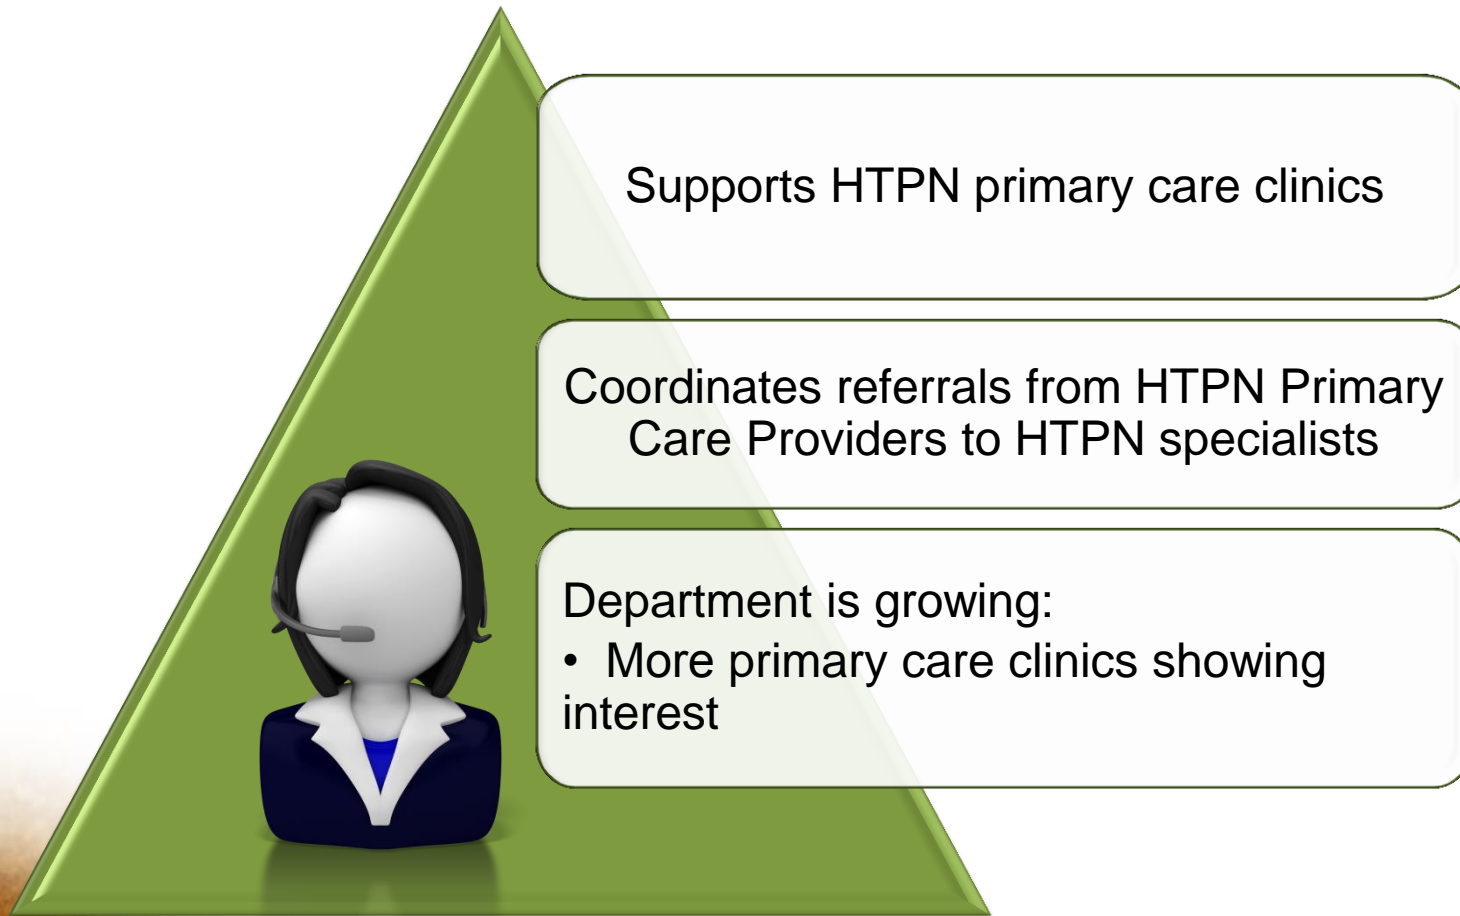 Supports HTPN primary care clinics
Coordinates referrals from HTPN Primary
Care Providers to HTPN specialists
Department is growing:
• More primary care clinics showing
interest